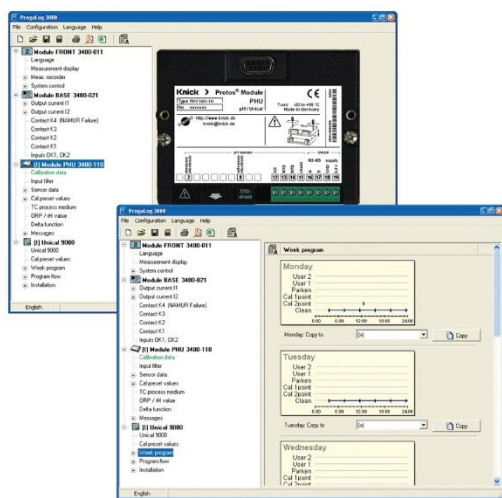 ProgaLog 3000
File Configuration Language Help
Module FRONT 3400-011
Language
Measurement display
Meas. recorder
System control
Module BASE 3400-021
Output current I1
Output current I2
Contact K4 (NAMUR Failure)
Contact K3
Contact K2
Contact K1
Inputs OK1, OK2
[I] Module PHU 3400-110
Calibration data
Input filter
Sensor data
Cal preset values
TC process medium
ORP / rH value
Delta function
Messages
[I] Unical 9000
Unical 9000
Cal preset values
Week program
Program flow
Installation
English
Knick > Protos® Module
PHU
pH / Unical
Made in Germany
http://www.knick.de
knick@knick.de
RS 485
supply
shield
ProgaLog 3000
File Configuration Language Help
Module FRONT 3400-011
Language
Measurement display
System control
Module BASE 3400-021
Output current I1
Output current I2
Contact K4 (NAMUR Failure)
Contact K3
Contact K2
Contact K1
Inputs OK1, OK2
[I] Module PHU 3400-110
Calibration data
Input filter
Sensor data
Cal preset values
TC process medium
ORP / rH value
Delta function
Messages
[I] Unical 9000
Unical 9000
Cal preset values
Week program
Program flow
Installation
English
Week program
Monday
User 2
User 1
Parken
Cal 1point
Cal 2point
Clean
0:00 6:00 12:00 18:00 24:00
Monday: Copy to
Copy
Tuesday
User 2
User 1
Parken
Cal 1point
Cal 2point
Clean
0:00 6:00 12:00 18:00 24:00
Tuesday: Copy to
Copy
Wednesday
User 2
User 1
Parken
Cal 1point
Cal 2point
Clean